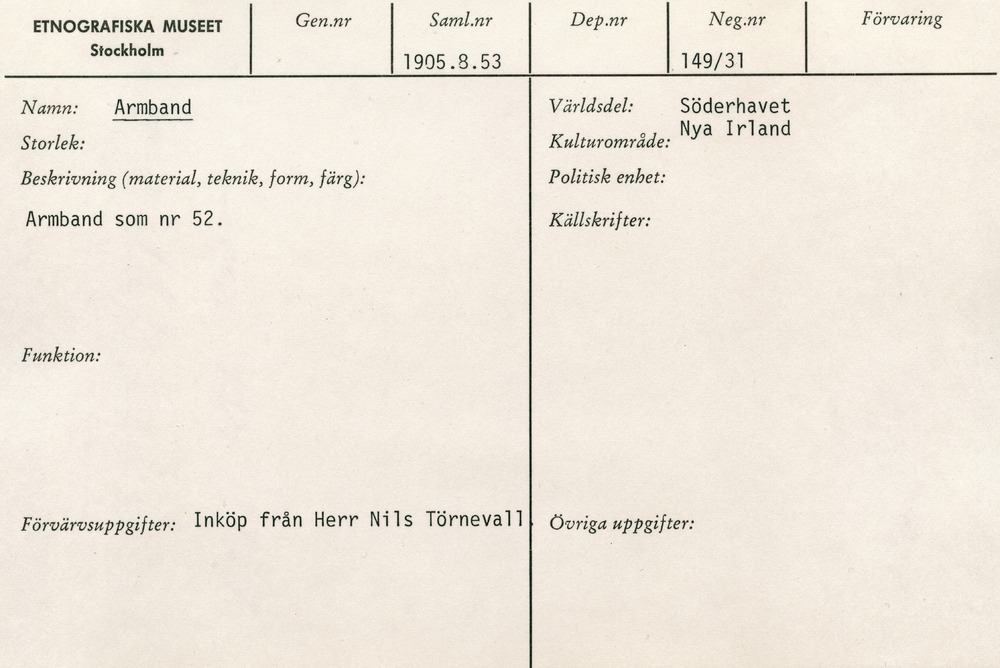 ETNOGRAFISKA MUSEET
Stockholm
Gen.nr
Saml.nr
1905.8.53
Dep.nr
Neg.nr
149/31
Förvaring
Namn: Armband
Storlek:
Beskrivning (material, teknik, form, färg):
Armband som nr 52.
Funktion:
Förvärvsuppgifter: Inköp från Herr Nils Törnevall.
Världsdel: Söderhavet
Kulturområde: Nya Irland
Politisk enhet:
Källskrifter:
Övriga uppgifter: